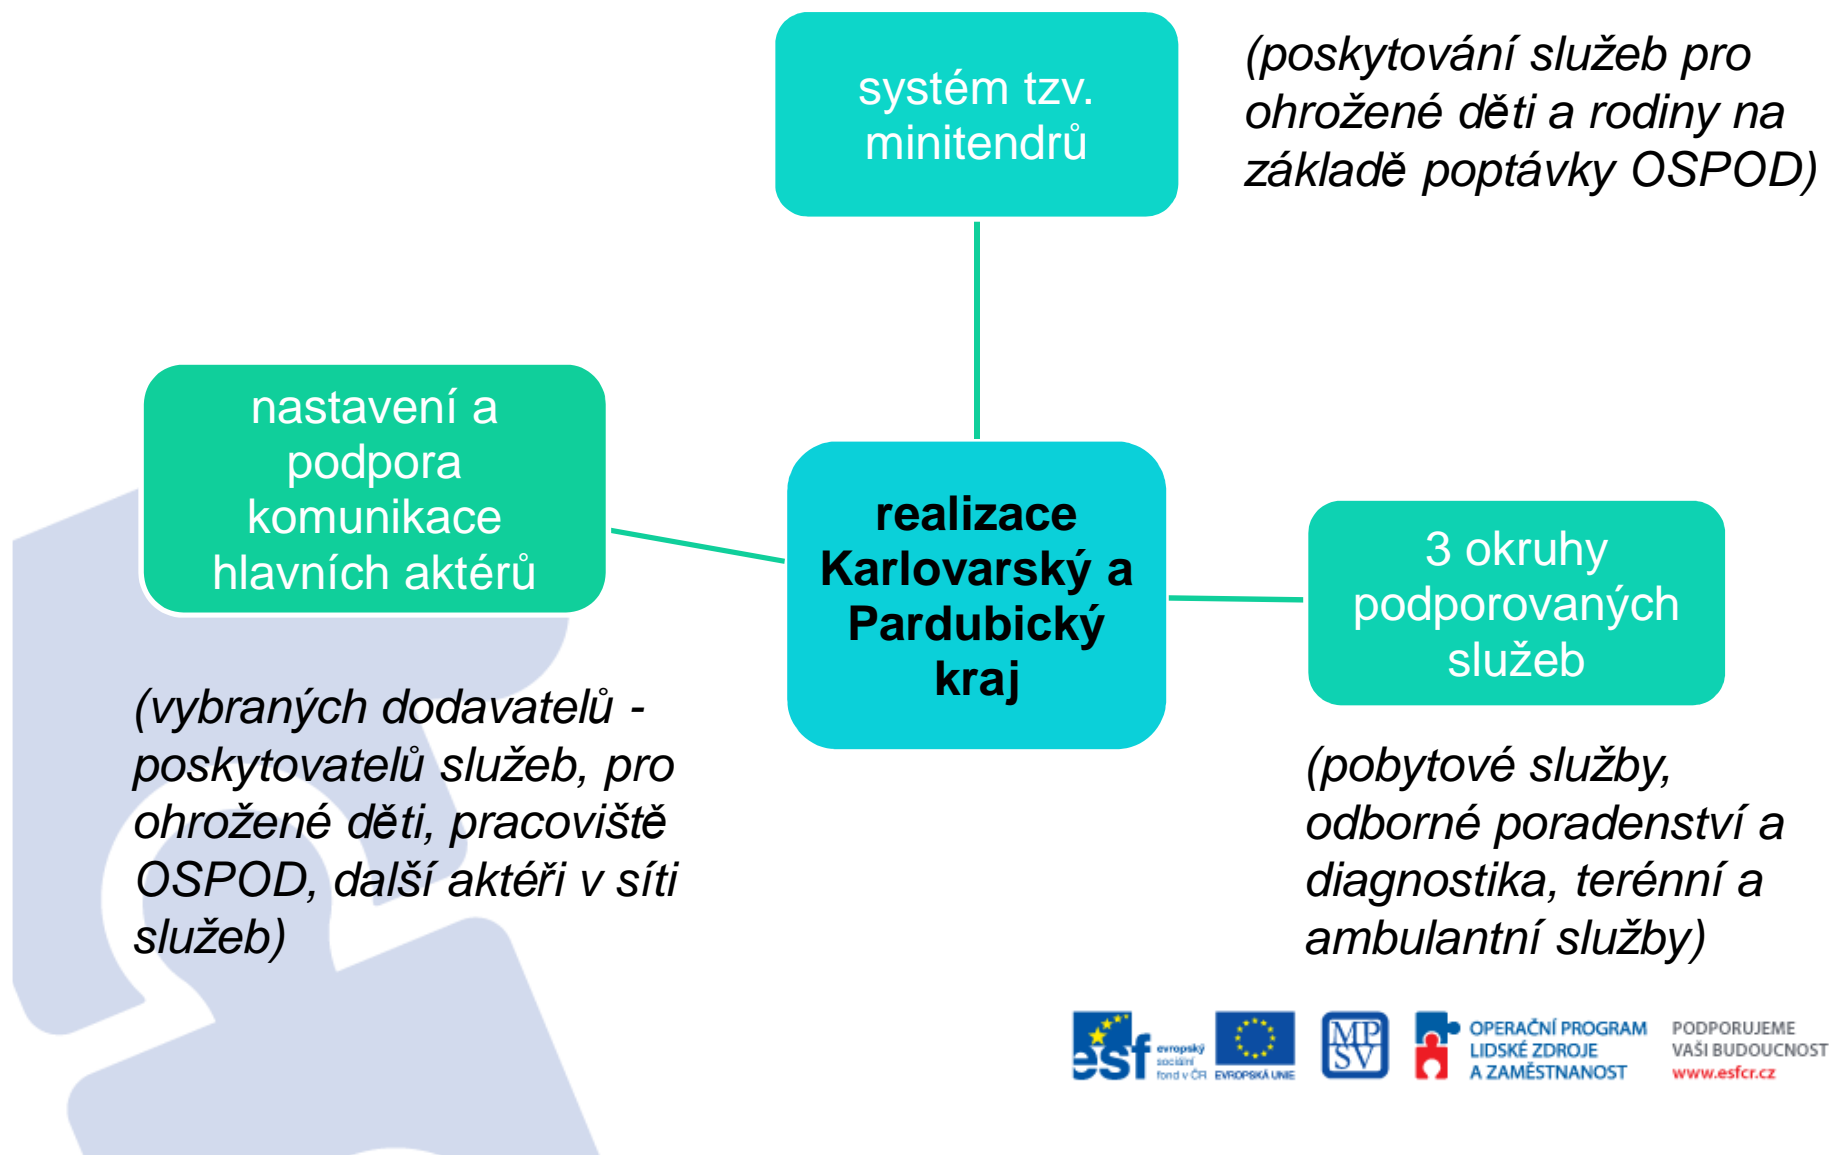 systém tzv.
minitendrů
(poskytování služeb pro
ohrožené děti a rodiny na
základě poptávky OSPOD)
nastavení a
podpora
komunikace
hlavních aktérů
realizace
Karlovarský a
Pardubický
kraj
3 okruhy
podporovaných
služeb
(vybraných dodavatelů -
poskytovatelů služeb, pro
ohrožené děti, pracoviště
OSPOD, další aktéři v síti
služeb)
(pobytové služby,
odborné poradenství a
diagnostika, terénní a
ambulantní služby)
esf
evropský
sociální
fond v ČR
EVROPSKÁ UNIE
MP
SV
OPERAČNÍ PROGRAM
LIDSKÉ ZDROJE
A ZAMĚSTNANOST
PODPORUJEME
VAŠI BUDOUCNOST
www.esfcr.cz